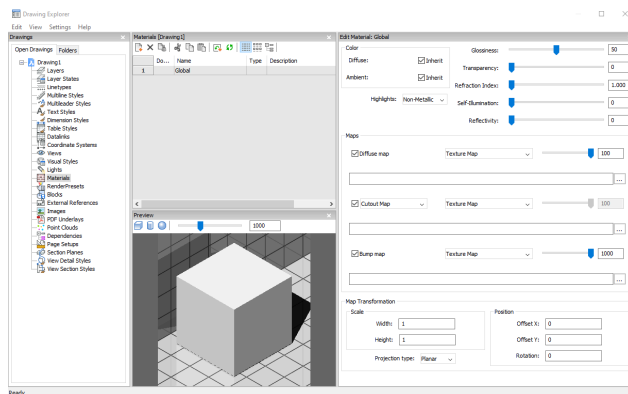 Drawing Explorer
Edit View Settings Help
Drawings
Open Drawings Folders
Drawing1
Layers
Layer States
Linetypes
Multiline Styles
Multileader Styles
Text Styles
Dimension Styles
Table Styles
Datalinks
Coordinate Systems
Views
Visual Styles
Lights
Materials
RenderPresets
Blocks
External References
Images
PDF Underlays
Point Clouds
Dependencies
Page Setups
Section Planes
View Detail Styles
View Section Styles
Materials [Drawing1]
Do... Name Type Description
1 Global
Preview
1000
Edit Material: Global
Color
Diffuse: Inherit
Ambient: Inherit
Highlights: Non-Metallic
Glossiness: 50
Transparency: 0
Refraction Index: 1.000
Self-Illumination: 0
Reflectivity: 0
Maps
Diffuse map Texture Map 100
...
Cutout Map Texture Map 100
...
Bump map Texture Map 1000
...
Map Transformation
Scale
Width: 1
Height: 1
Projection type: Planar
Position
Offset X: 0
Offset Y: 0
Rotation: 0
Ready